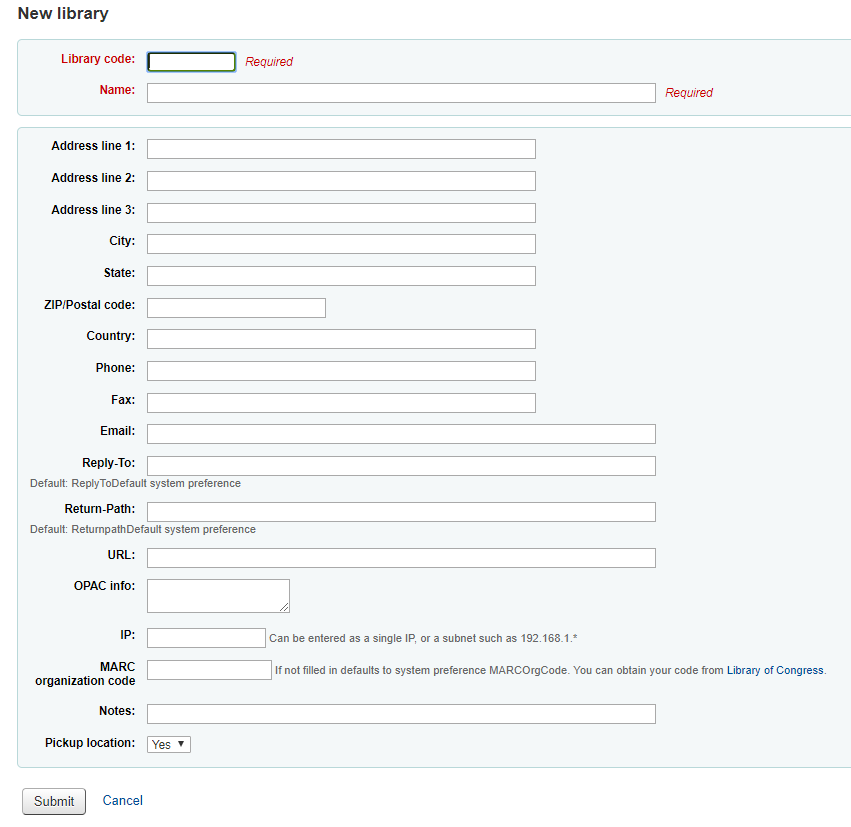 New library
Library code: Required
Name: Required
Address line 1:
Address line 2:
Address line 3:
City:
State:
ZIP/Postal code:
Country:
Phone:
Fax:
Email:
Reply-To:
Default: ReplyToDefault system preference
Return-Path:
Default: ReturnpathDefault system preference
URL:
OPAC info:
IP: Can be entered as a single IP, or a subnet such as 192.168.1.*
MARC
organization code
If not filled in defaults to system preference MARCOrgCode. You can obtain your code from Library of Congress.
Notes:
Pickup location: Yes
Submit Cancel